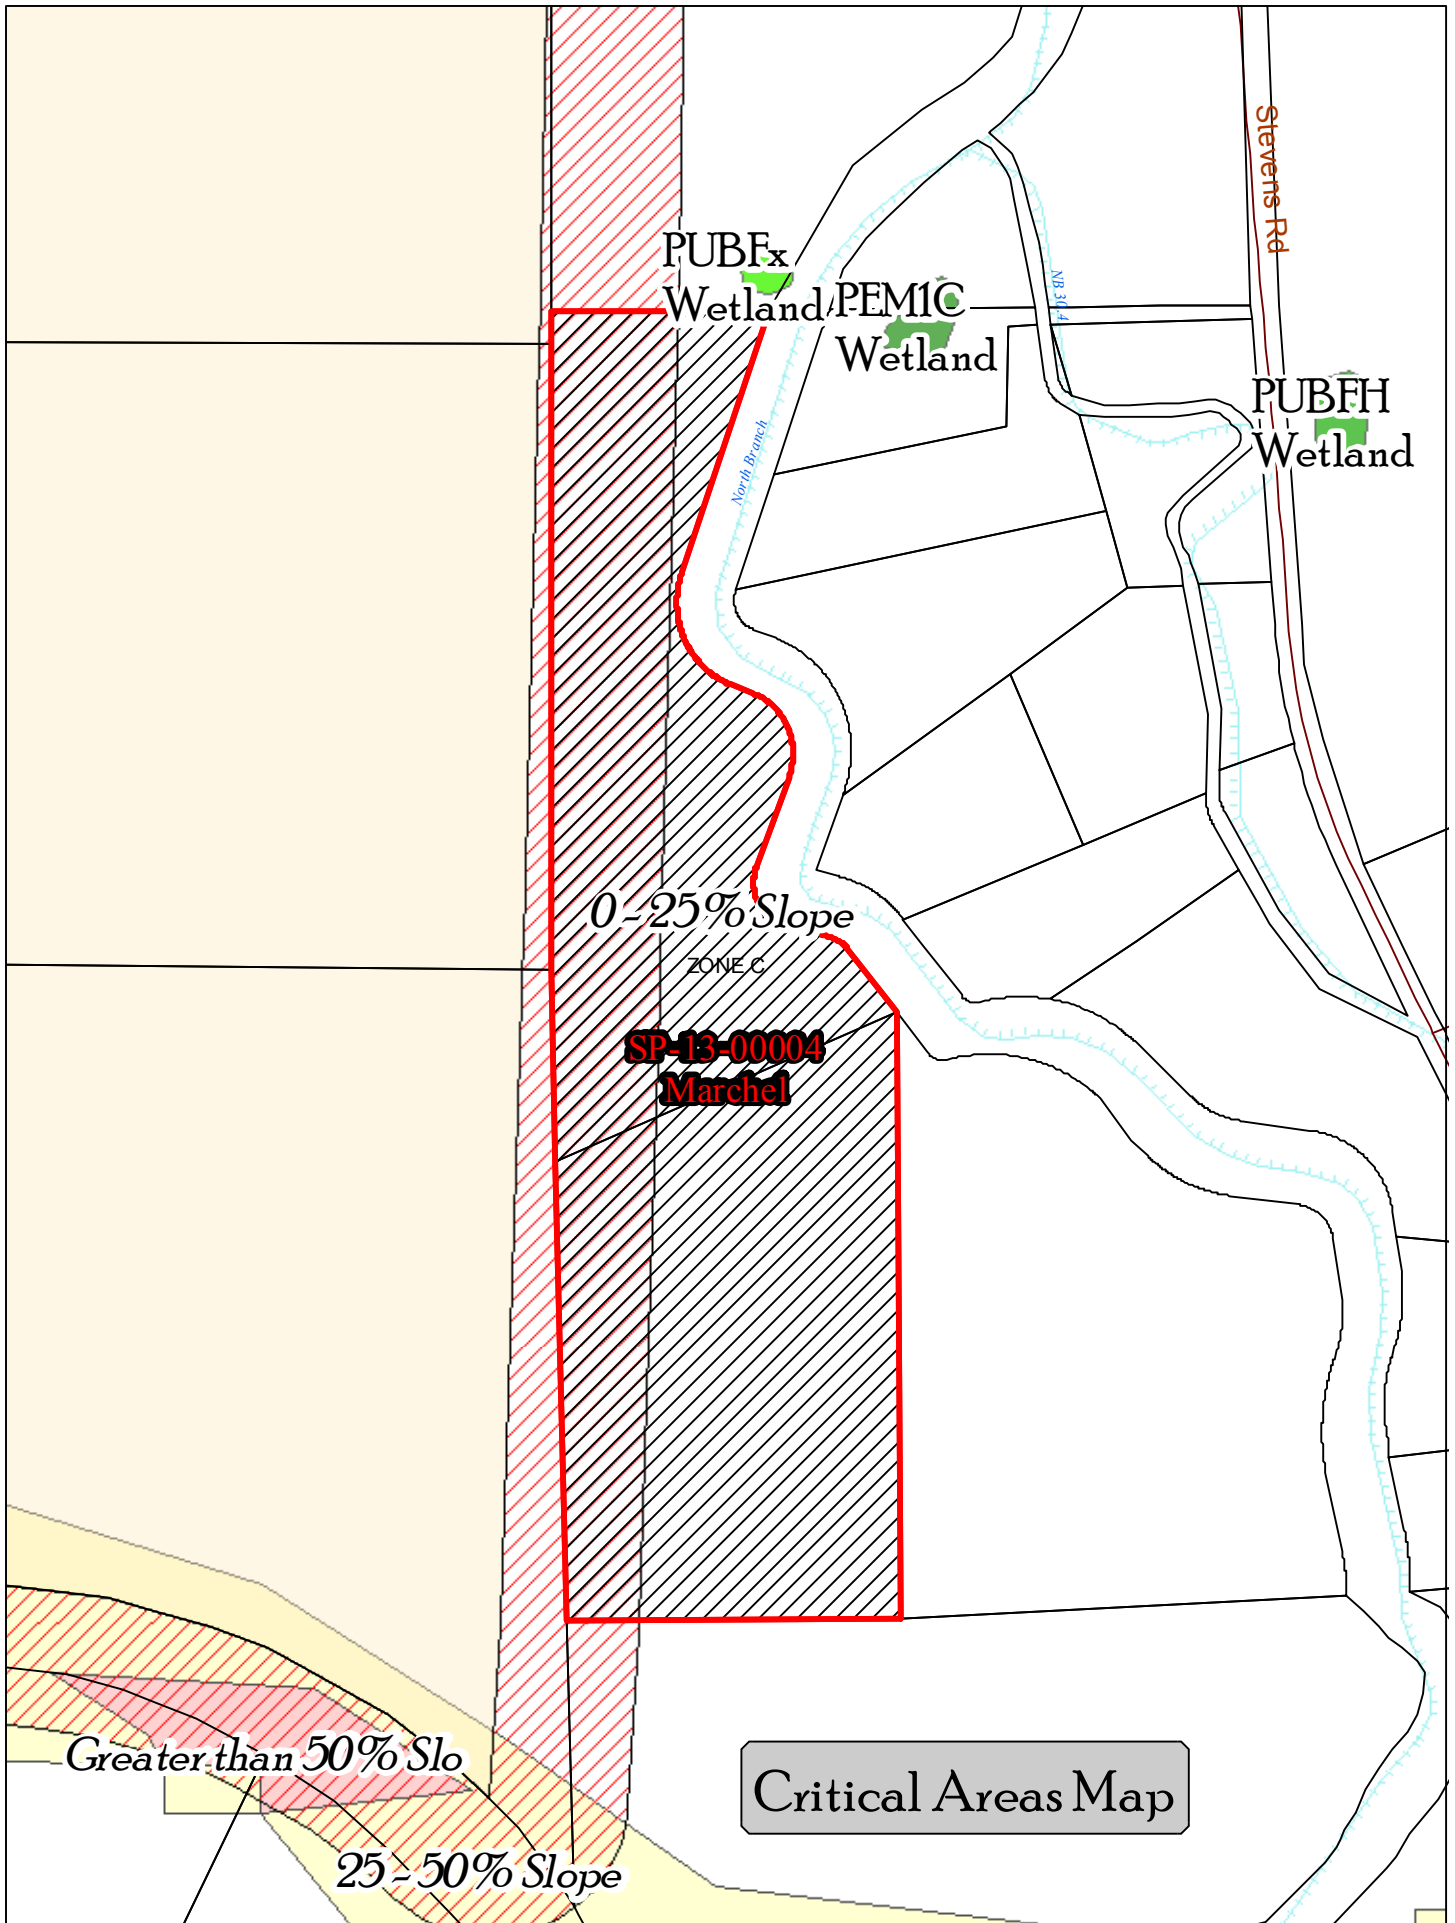 Stevens Rd
PUBFx
Wetland
PEM1C
Wetland
NB 30.4
PUBFH
Wetland
North Branch
0 - 25% Slope
ZONE C
SP-13-00004
Marchel
Greater than 50% Slo
Critical Areas Map
25 - 50% Slope